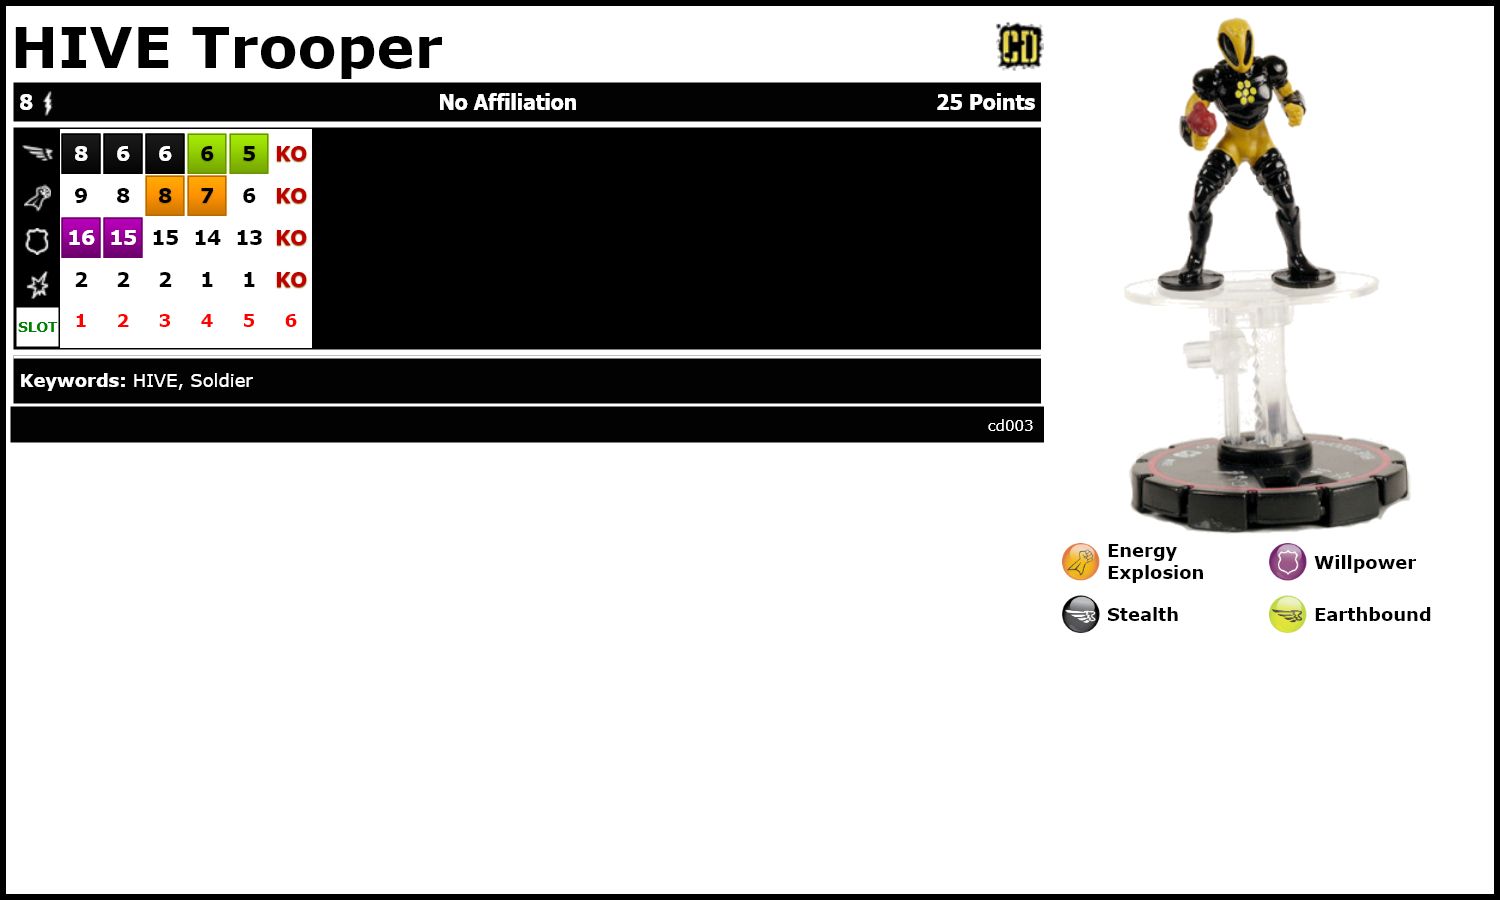 HIVE Trooper
CD
8 No Affiliation 25 Points
8 6 6 6 5 KO
9 8 8 7 6 KO
16 15 15 14 13 KO
2 2 2 1 1 KO
SLOT 1 2 3 4 5 6
Keywords: HIVE, Soldier
cd003
Energy
Explosion
Willpower
Stealth
Earthbound